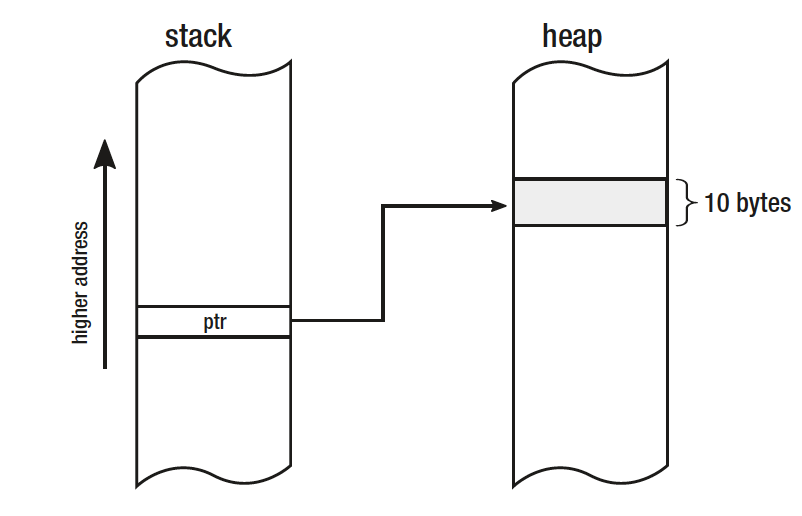 stack
heap
10 bytes
higher address
ptr